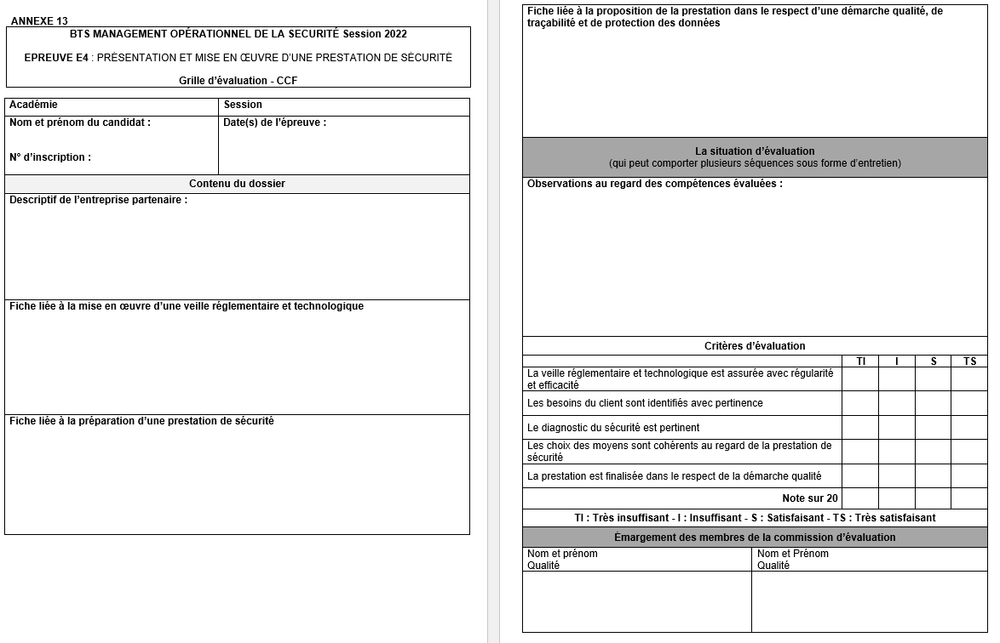 ANNEXE 13
BTS MANAGEMENT OPÉRATIONNEL DE LA SECURITÉ Session 2022
EPREUVE E4 : PRÉSENTATION ET MISE EN ŒUVRE D'UNE PRESTATION DE SÉCURITÉ
Grille d'évaluation - CCF
Académie
Session
Nom et prénom du candidat :
Date(s) de l'épreuve :
N° d'inscription :
Contenu du dossier
Descriptif de l'entreprise partenaire :
Fiche liée à la mise en œuvre d'une veille réglementaire et technologique
Fiche liée à la préparation d'une prestation de sécurité
Fiche liée à la proposition de la prestation dans le respect d'une démarche qualité, de
traçabilité et de protection des données
La situation d'évaluation
(qui peut comporter plusieurs séquences sous forme d'entretien)
Observations au regard des compétences évaluées :
Critères d'évaluation
TI I S TS
La veille réglementaire et technologique est assurée avec régularité
et efficacité
Les besoins du client sont identifiés avec pertinence
Le diagnostic du sécurité est pertinent
Les choix des moyens sont cohérents au regard de la prestation de
sécurité
La prestation est finalisée dans le respect de la démarche qualité
Note sur 20
TI : Très insuffisant - I : Insuffisant - S : Satisfaisant - TS : Très satisfaisant
Émargement des membres de la commission d'évaluation
Nom et prénom
Qualité
Nom et Prénom
Qualité